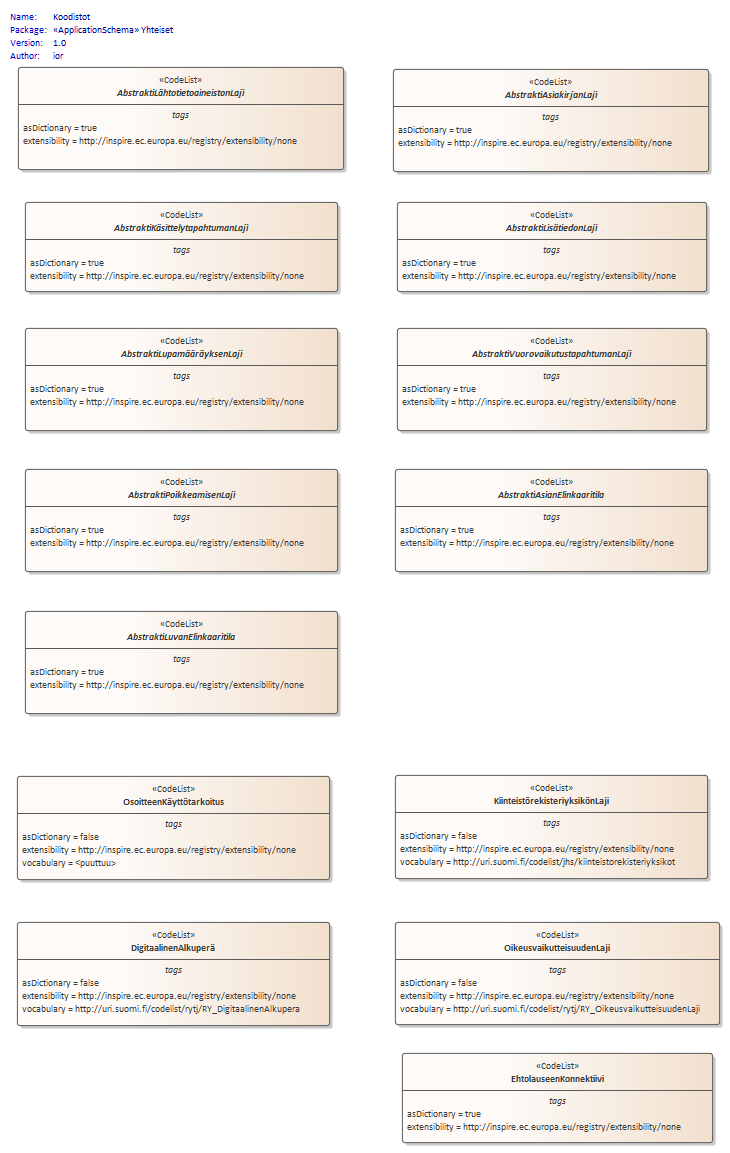 Name: Koodistot
Package: «ApplicationSchema» Yhteiset
Version: 1.0
Author: ior
«CodeList»
AbstraktiLähtötietoaineistonLaji
tags
asDictionary = true
extensibility = http://inspire.ec.europa.eu/registry/extensibility/none
«CodeList»
AbstraktiAsiakirjanLaji
tags
asDictionary = true
extensibility = http://inspire.ec.europa.eu/registry/extensibility/none
«CodeList»
AbstraktiKäsittelytapahtumanLaji
tags
asDictionary = true
extensibility = http://inspire.ec.europa.eu/registry/extensibility/none
«CodeList»
AbstraktiLisätiedonLaji
tags
asDictionary = true
extensibility = http://inspire.ec.europa.eu/registry/extensibility/none
«CodeList»
AbstraktiLupamääräyksenLaji
tags
asDictionary = true
extensibility = http://inspire.ec.europa.eu/registry/extensibility/none
«CodeList»
AbstraktiVuorovaikutustapahtumanLaji
tags
asDictionary = true
extensibility = http://inspire.ec.europa.eu/registry/extensibility/none
«CodeList»
AbstraktiPoikkeamisenLaji
tags
asDictionary = true
extensibility = http://inspire.ec.europa.eu/registry/extensibility/none
«CodeList»
AbstraktiAsianElinkaaritila
tags
asDictionary = true
extensibility = http://inspire.ec.europa.eu/registry/extensibility/none
«CodeList»
AbstraktiLuvanElinkaaritila
tags
asDictionary = true
extensibility = http://inspire.ec.europa.eu/registry/extensibility/none
«CodeList»
OsoitteenKäyttötarkoitus
tags
asDictionary = false
extensibility = http://inspire.ec.europa.eu/registry/extensibility/none
vocabulary = <puuttuu>
«CodeList»
KiinteistörekisteriyksikönLaji
tags
asDictionary = false
extensibility = http://inspire.ec.europa.eu/registry/extensibility/none
vocabulary = http://uri.suomi.fi/codelist/jhs/kiinteistorekisteriyksikot
«CodeList»
DigitaalinenAlkuperä
tags
asDictionary = false
extensibility = http://inspire.ec.europa.eu/registry/extensibility/none
vocabulary = http://uri.suomi.fi/codelist/rytj/RY_DigitaalinenAlkupera
«CodeList»
OikeusvaikutteisuudenLaji
tags
asDictionary = false
extensibility = http://inspire.ec.europa.eu/registry/extensibility/none
vocabulary = http://uri.suomi.fi/codelist/rytj/RY_OikeusvaikutteisuudenLaji
«CodeList»
EhtolauseenKonnektiivi
tags
asDictionary = true
extensibility = http://inspire.ec.europa.eu/registry/extensibility/none